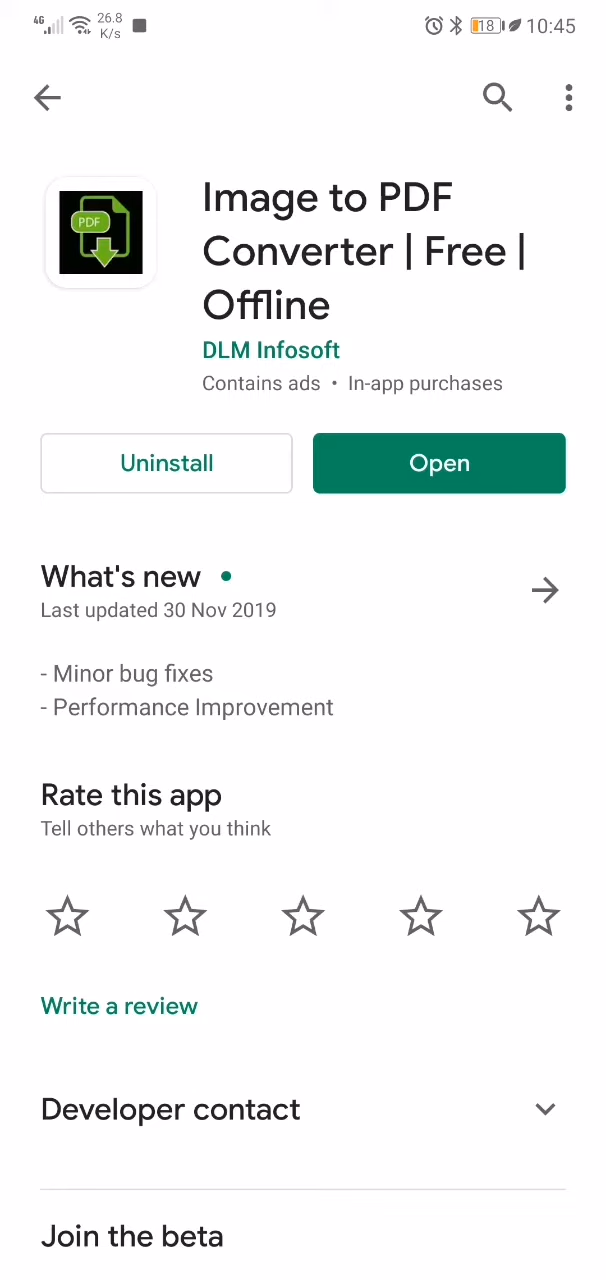 4G 26.8 K/s 18 10:45
PDF
Image to PDF
Converter | Free |
Offline
DLM Infosoft
Contains ads • In-app purchases
Uninstall Open
What's new
Last updated 30 Nov 2019
- Minor bug fixes
- Performance Improvement
Rate this app
Tell others what you think
Write a review
Developer contact
Join the beta